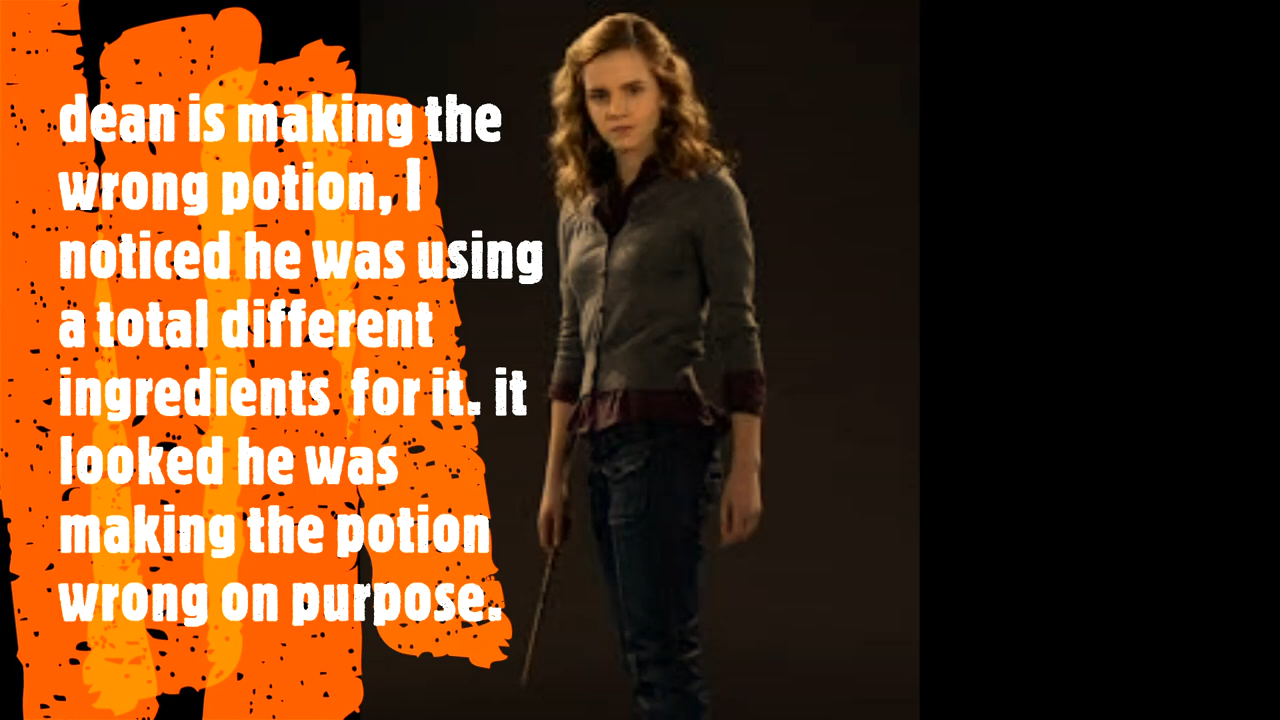 dean is making the
wrong potion, I
noticed he was using
a total different
ingredients  for it. it
looked he was
making the potion
wrong on purpose.